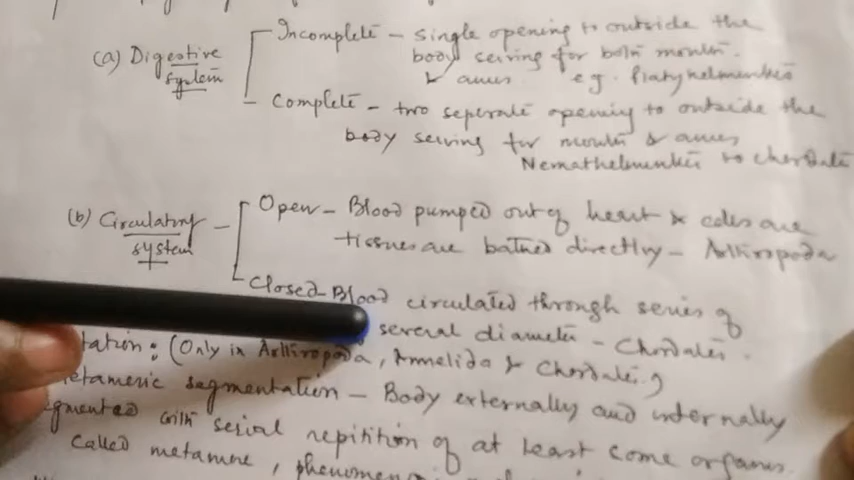 (a) Digestive system
Incomplete - single opening to outside the
body serving for both mouth
& anus e.g. Platyhelminthes
Complete - two seperate opening to outside the
body serving for mouth & anus
Nemathelminthes to chordate
(b) Circulatory system
Open - Blood pumped out of heart & cells are
tissues are bathed directly - Arthropoda
Closed - Blood circulated through series of
several diameter - Chordates.
tation: (Only in Arthropoda, Annelida & Chordates)
etameric segmentation - Body externally and internally
gmented with serial repitition of at least some organs.
called metamere, phenomen